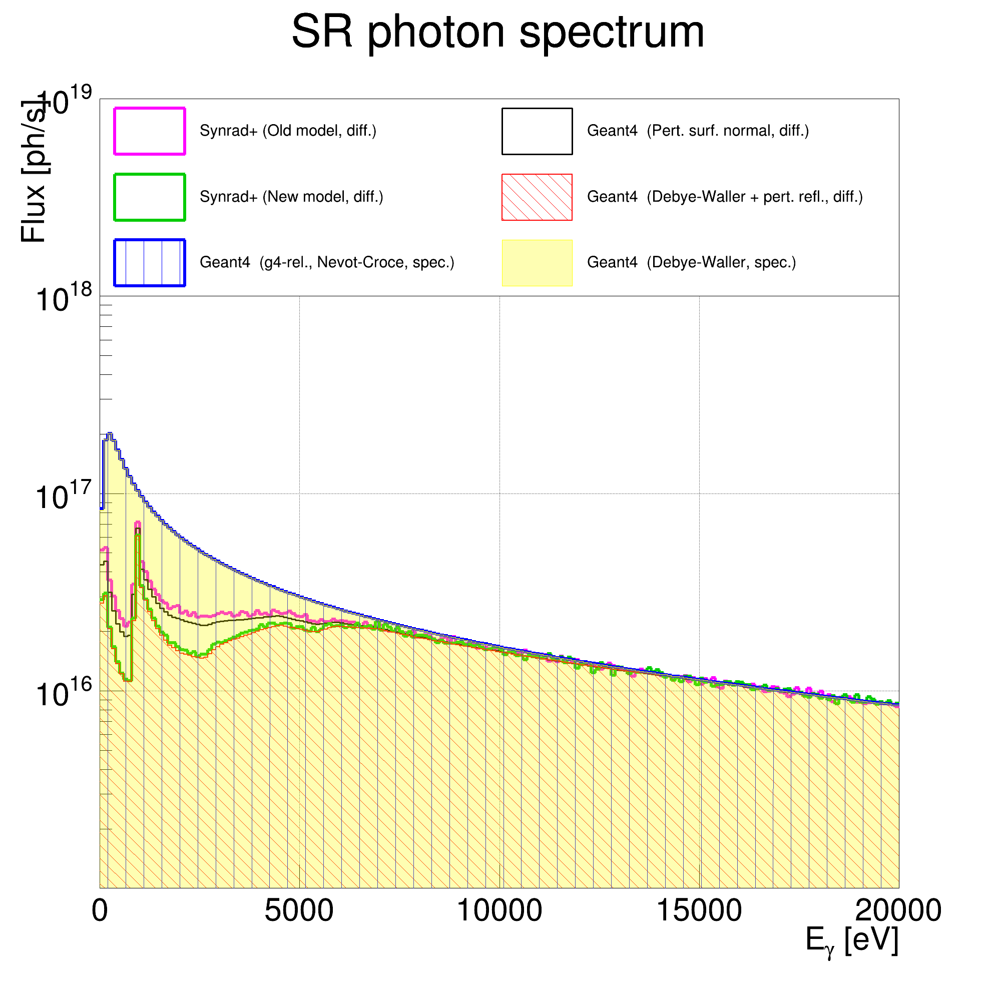 SR photon spectrum
Flux [ph/s]
10^19
10^18
10^17
10^16
Synrad+ (Old model, diff.)
Synrad+ (New model, diff.)
Geant4 (g4-rel., Nevot-Croce, spec.)
Geant4 (Pert. surf. normal, diff.)
Geant4 (Debye-Waller + pert. refl., diff.)
Geant4 (Debye-Waller, spec.)
0 5000 10000 15000 20000
E_γ [eV]